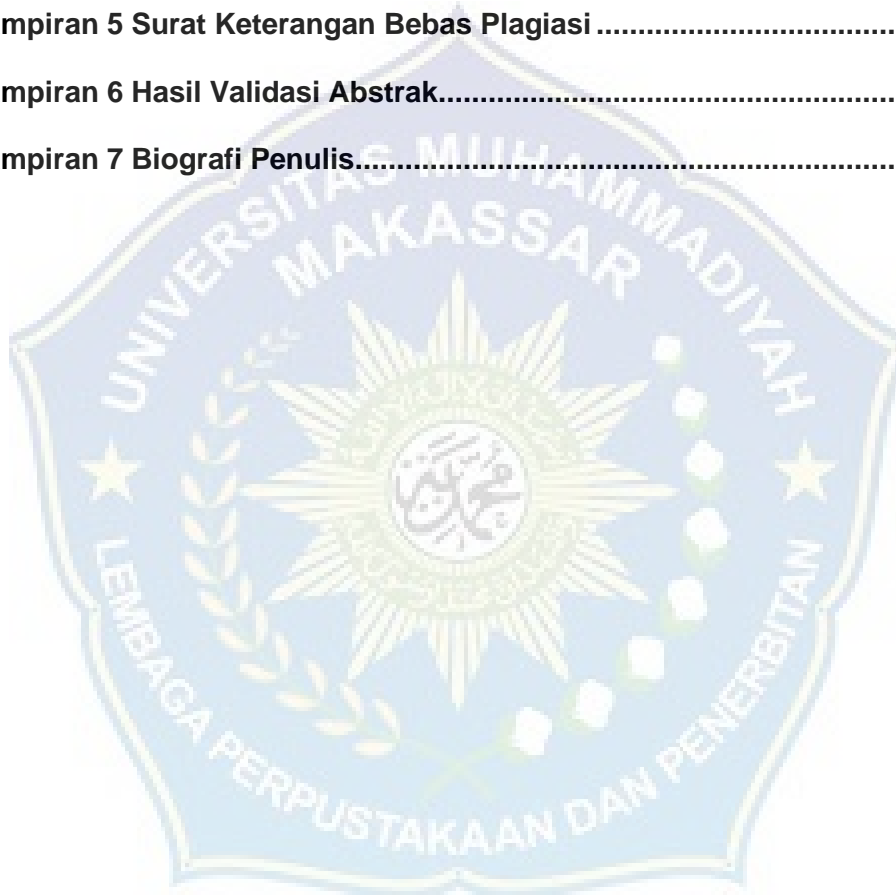 mpiran 5 Surat Keterangan Bebas Plagiasi ....................................
mpiran 6 Hasil Validasi Abstrak.......................................................
mpiran 7 Biografi Penulis.................................................................
UNIVERSITAS MUHAMMADIYAH
MAKASSAR
LEMBAGA PERPUSTAKAAN DAN PENERBITAN